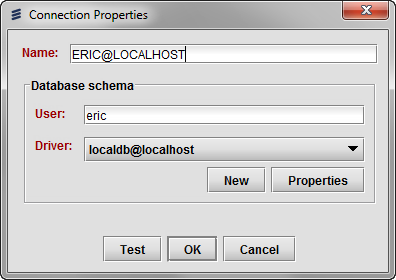 Connection Properties
Name: ERIC@LOCALHOST
Database schema
User: eric
Driver: localdb@localhost
New Properties
Test OK Cancel